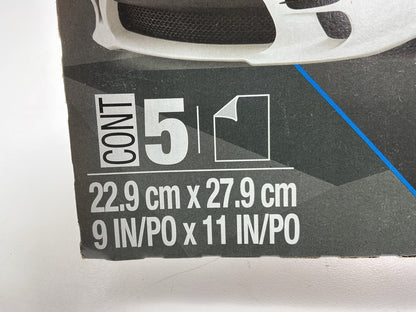 CONT 5
22.9 cm x 27.9 cm
9 IN/PO x 11 IN/PO